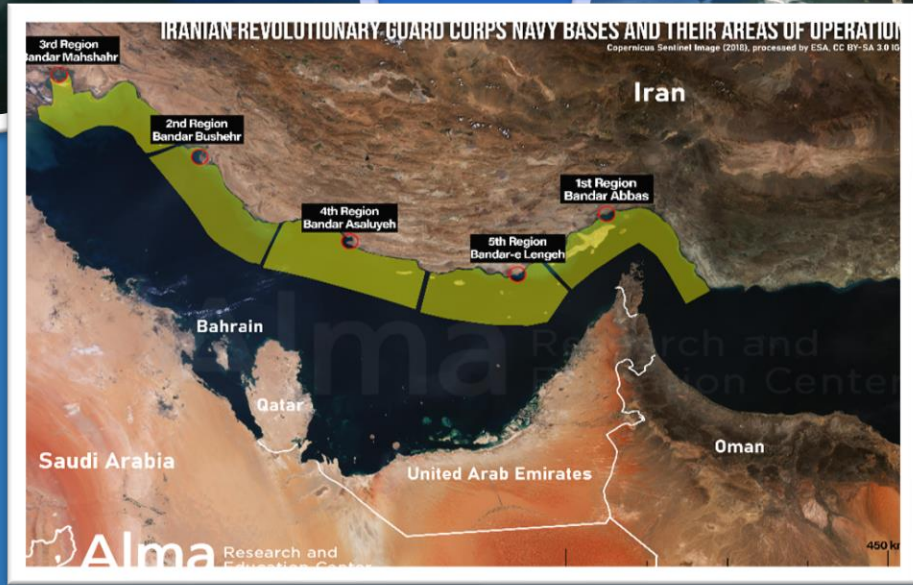 IRANIAN REVOLUTIONARY GUARD CORPS NAVY BASES AND THEIR AREAS OF OPERATION
Copernicus Sentinel Image (2018), processed by ESA, CC BY-SA 3.0 IG
3rd Region
Bandar Mahshahr
Iran
2nd Region
Bandar Bushehr
1st Region
Bandar Abbas
4th Region
Bandar Asaluyeh
5th Region
Bandar-e Lengeh
Alma Research and
Education Center
Bahrain
Qatar
Oman
Saudi Arabia
United Arab Emirates
450 km
Alma Research and
Education Center